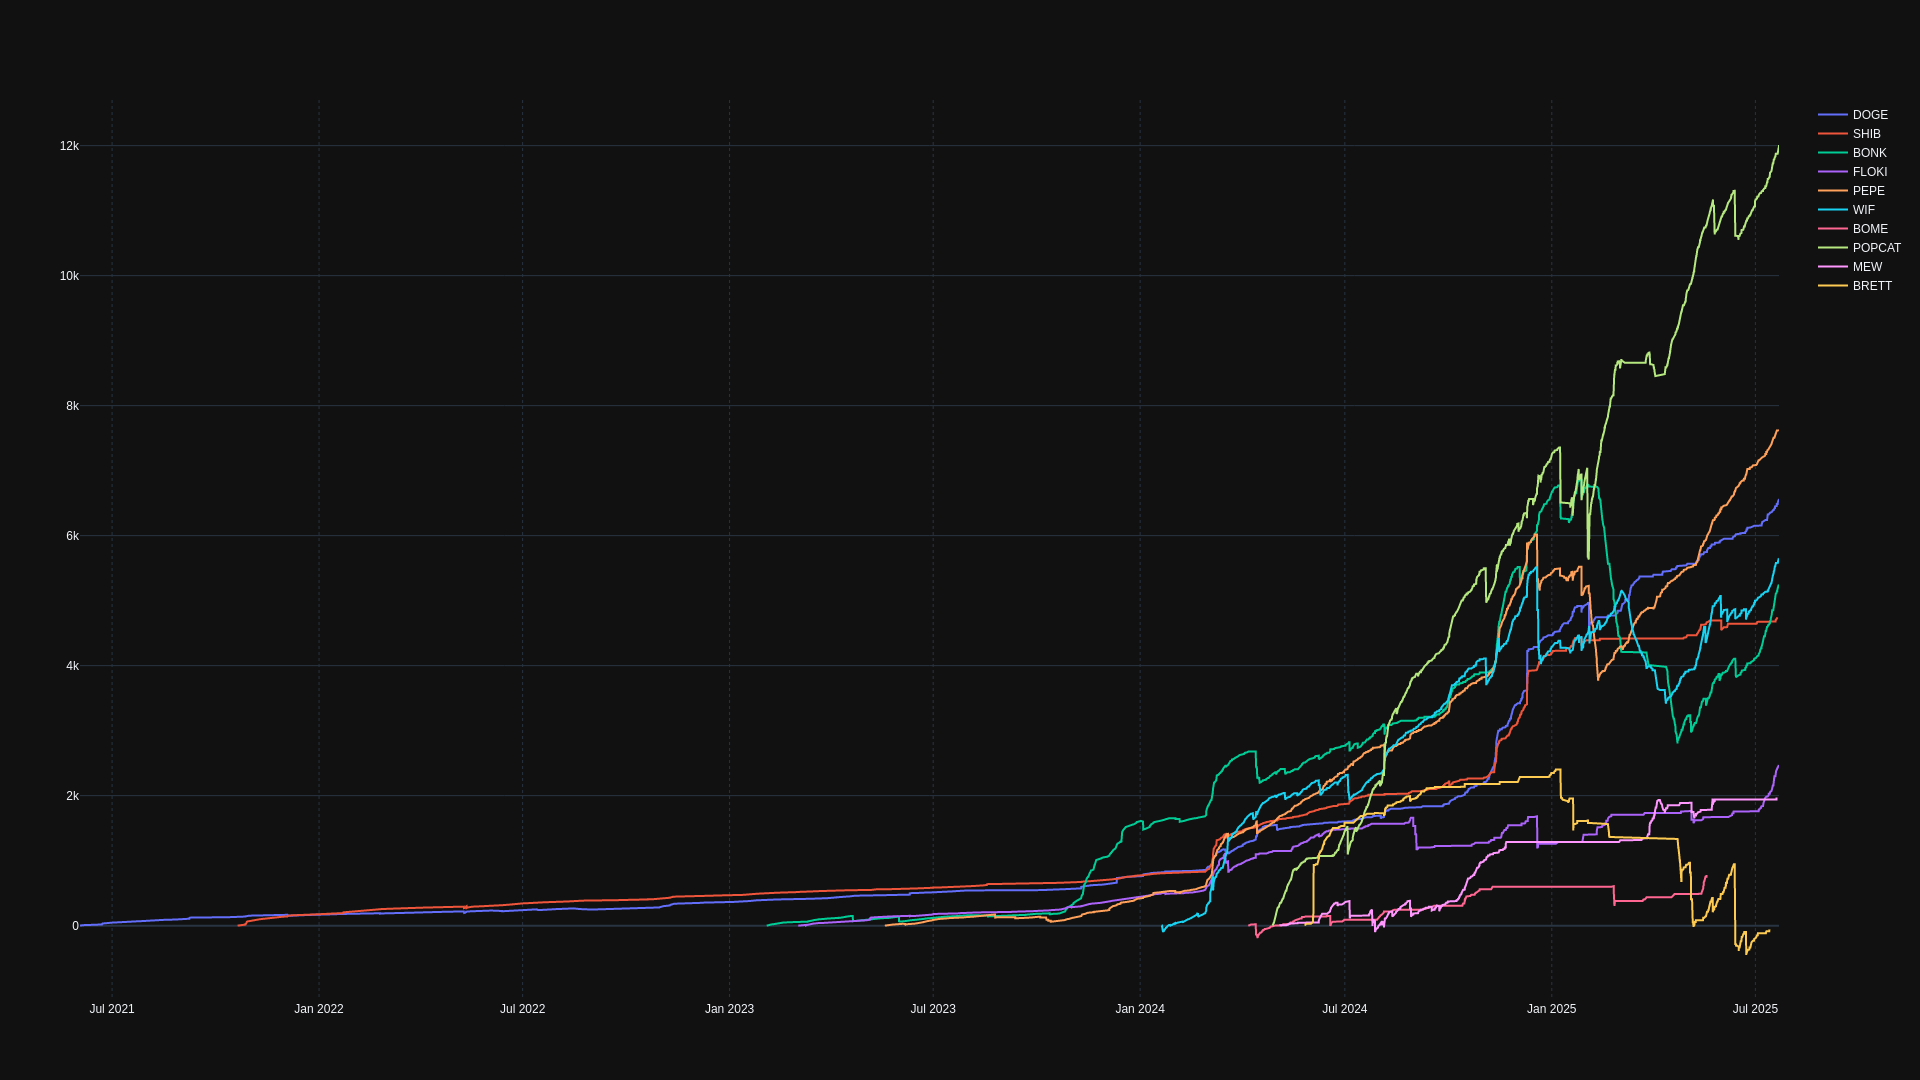 12k
10k
8k
6k
4k
2k
0
Jul 2021
Jan 2022
Jul 2022
Jan 2023
Jul 2023
Jan 2024
Jul 2024
Jan 2025
Jul 2025
DOGE
SHIB
BONK
FLOKI
PEPE
WIF
BOME
POPCAT
MEW
BRETT